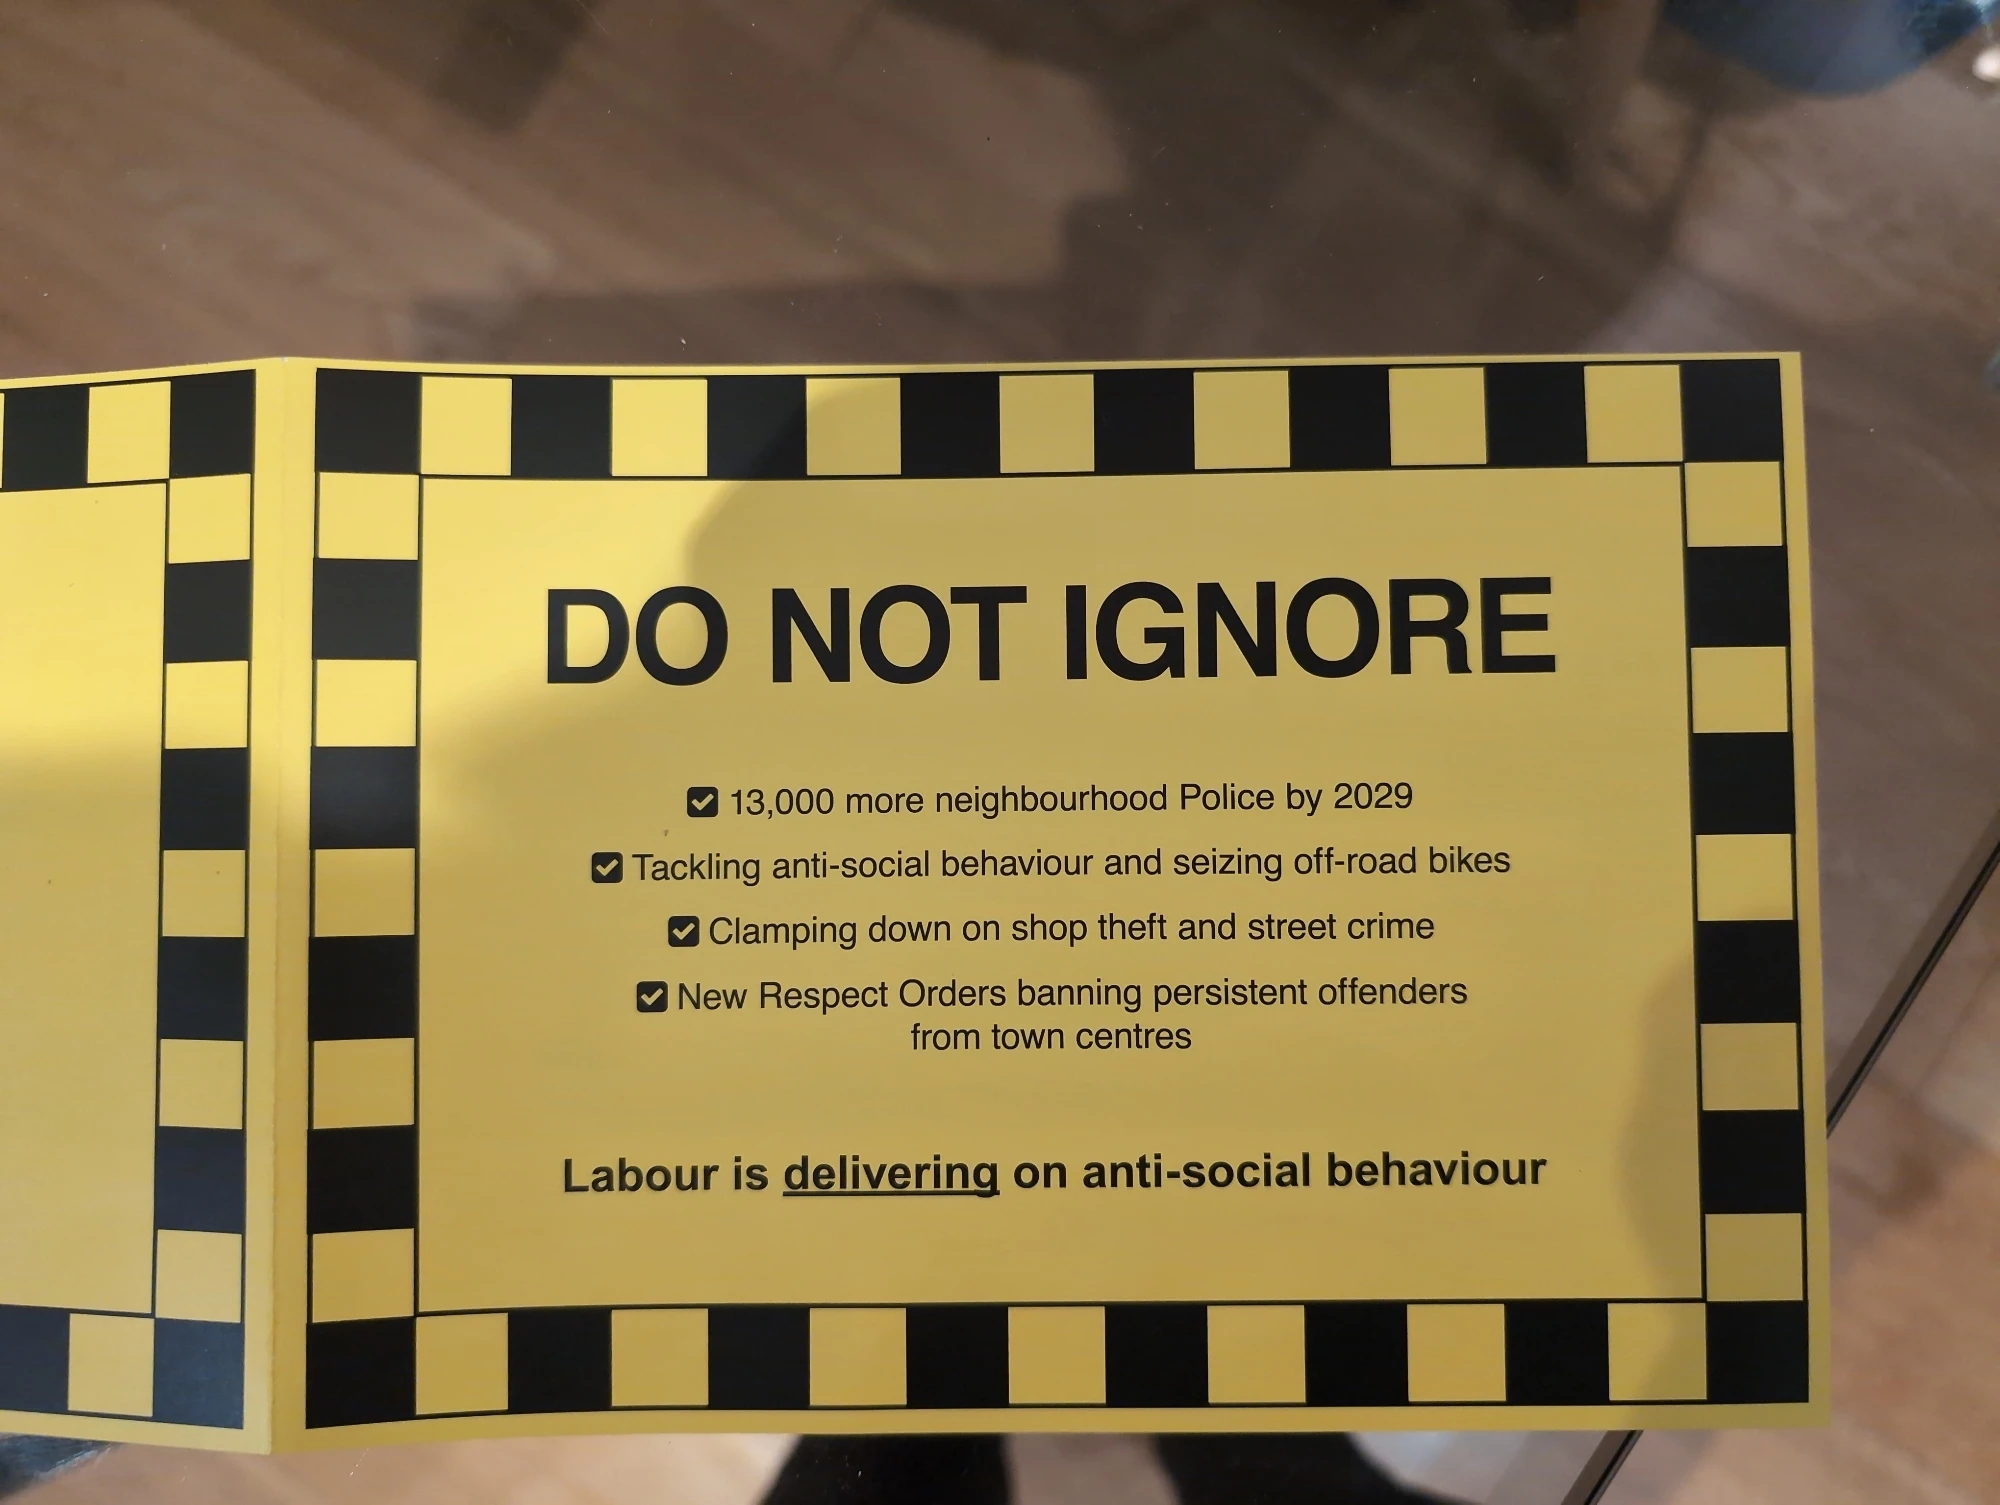 DO NOT IGNORE
☑ 13,000 more neighbourhood Police by 2029
☑ Tackling anti-social behaviour and seizing off-road bikes
☑ Clamping down on shop theft and street crime
☑ New Respect Orders banning persistent offenders
from town centres
Labour is delivering on anti-social behaviour